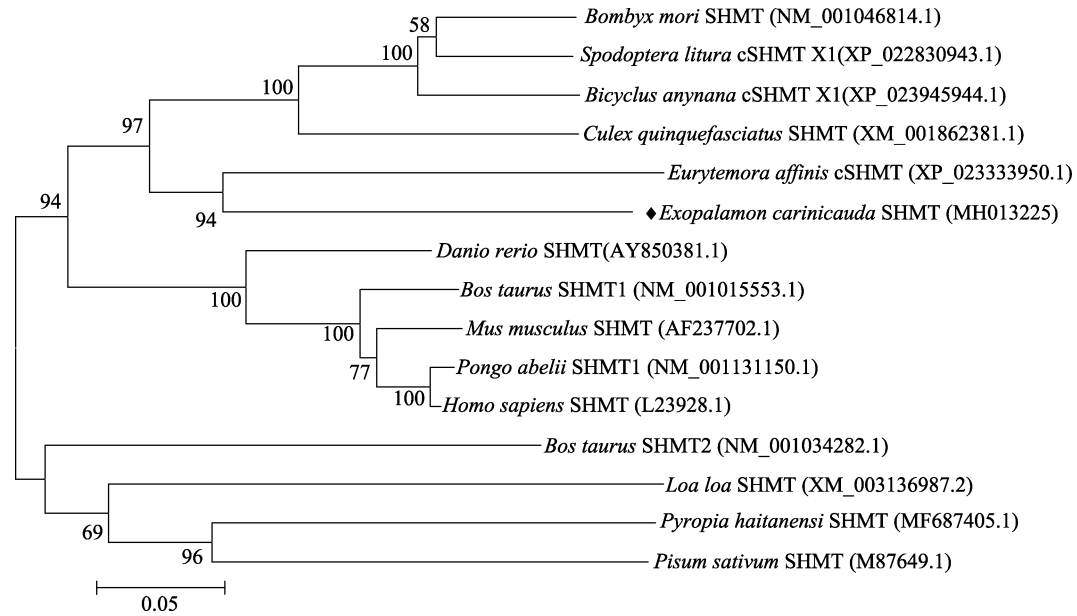 Bombyx mori SHMT (NM_001046814.1)
58
Spodoptera litura cSHMT X1(XP_022830943.1)
100
Bicyclus anynana cSHMT X1(XP_023945944.1)
100
Culex quinquefasciatus SHMT (XM_001862381.1)
97
Eurytemora affinis cSHMT (XP_023333950.1)
94
94
♦Exopalamon carinicauda SHMT (MH013225)
Danio rerio SHMT(AY850381.1)
100
Bos taurus SHMT1 (NM_001015553.1)
100
Mus musculus SHMT (AF237702.1)
77
Pongo abelii SHMT1 (NM_001131150.1)
100
Homo sapiens SHMT (L23928.1)
Bos taurus SHMT2 (NM_001034282.1)
Loa loa SHMT (XM_003136987.2)
69
Pyropia haitanensi SHMT (MF687405.1)
96
Pisum sativum SHMT (M87649.1)
0.05